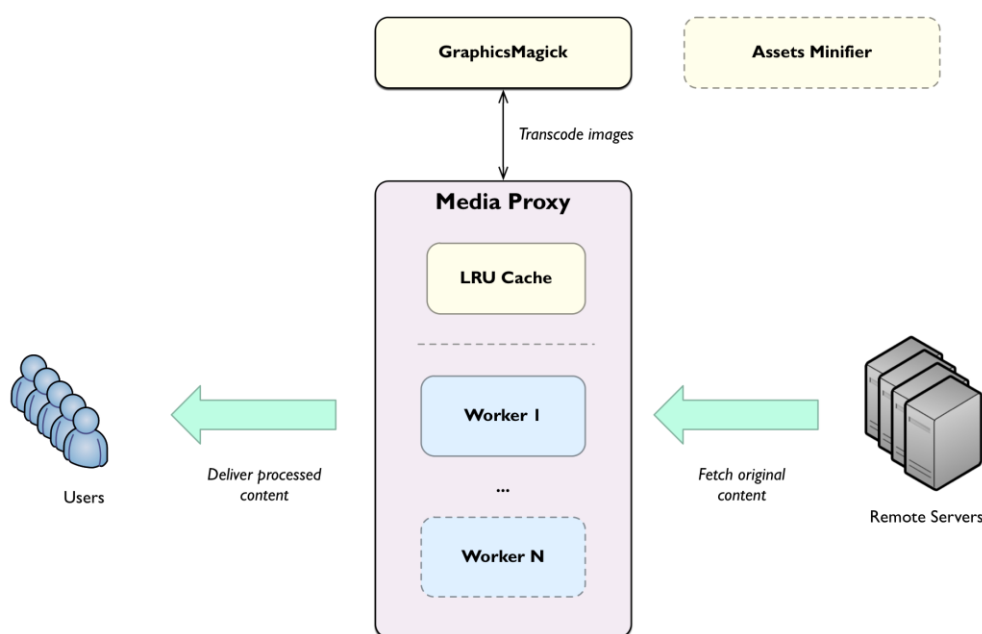 GraphicsMagick
Assets Minifier
Transcode images
Media Proxy
LRU Cache
Worker 1
Deliver processed
content
Fetch original
content
Users
...
Remote Servers
Worker N